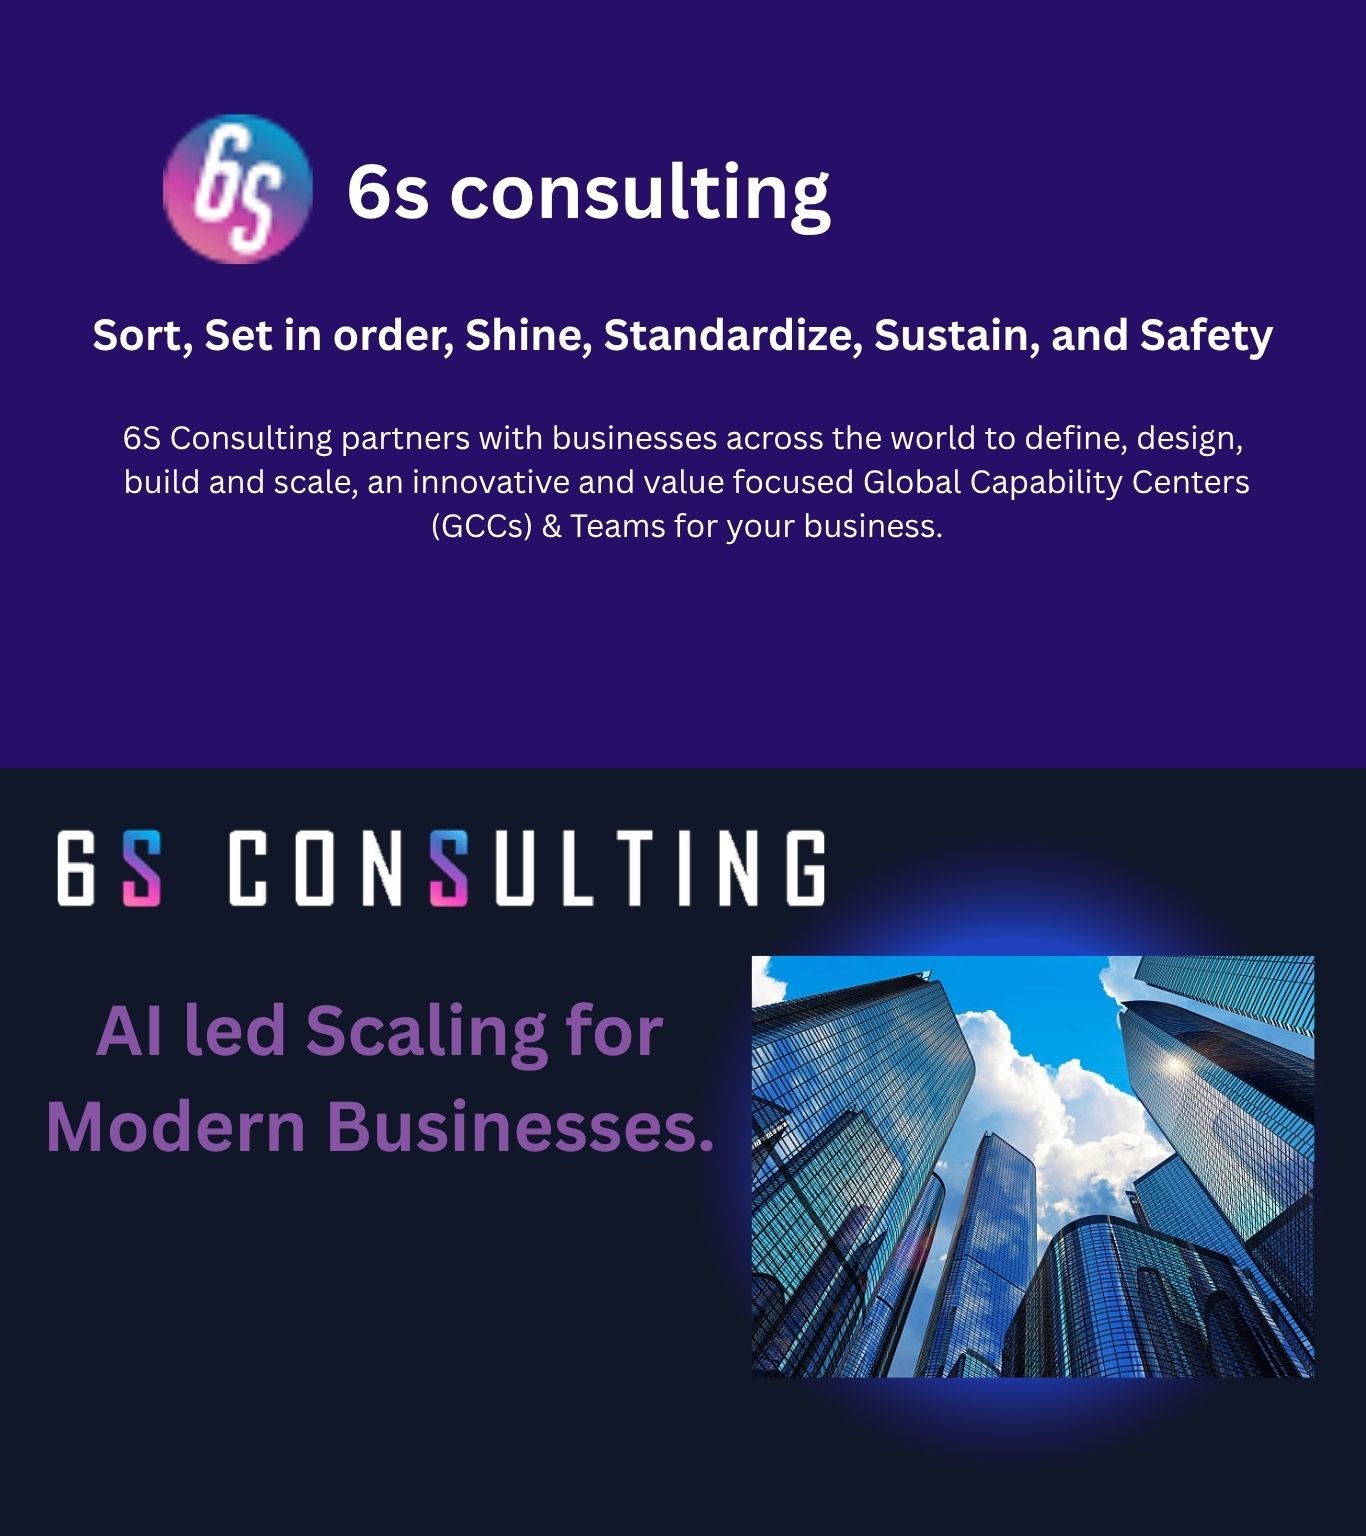 6S
6s consulting
Sort, Set in order, Shine, Standardize, Sustain, and Safety
6S Consulting partners with businesses across the world to define, design,
build and scale, an innovative and value focused Global Capability Centers
(GCCs) & Teams for your business.
6S CONSULTING
AI led Scaling for
Modern Businesses.